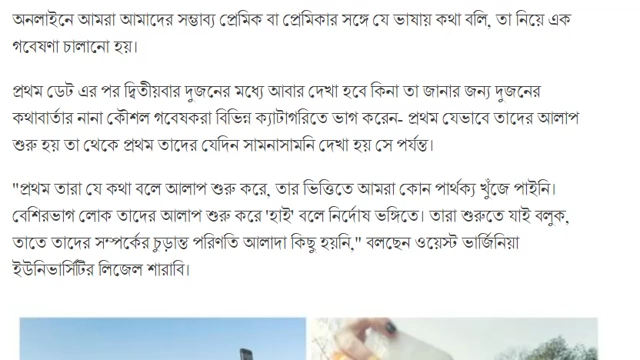 অনলাইনে আমরা আমাদের সম্ভাব্য প্রেমিক বা প্রেমিকার সঙ্গে যে ভাষায় কথা বলি, তা নিয়ে এক
গবেষণা চালানো হয়।
প্রথম ডেট এর পর দ্বিতীয়বার দুজনের মধ্যে আবার দেখা হবে কিনা তা জানার জন্য দুজনের
কথাবার্তার নানা কৌশল গবেষকরা বিভিন্ন ক্যাটাগরিতে ভাগ করেন- প্রথম যেভাবে তাদের আলাপ
শুরু হয় তা থেকে প্রথম তাদের যেদিন সামনাসামনি দেখা হয় সে পর্যন্ত।
"প্রথম তারা যে কথা বলে আলাপ শুরু করে, তার ভিত্তিতে আমরা কোন পার্থক্য খুঁজে পাইনি।
বেশিরভাগ লোক তাদের আলাপ শুরু করে 'হাই' বলে নির্দোষ ভঙ্গিতে। তারা শুরুতে যাই বলুক,
তাতে তাদের সম্পর্কের চুড়ান্ত পরিণতি আলাদা কিছু হয়নি," বলছেন ওয়েস্ট ভার্জিনিয়া
ইউনিভার্সিটির লিজেল শারাবি।